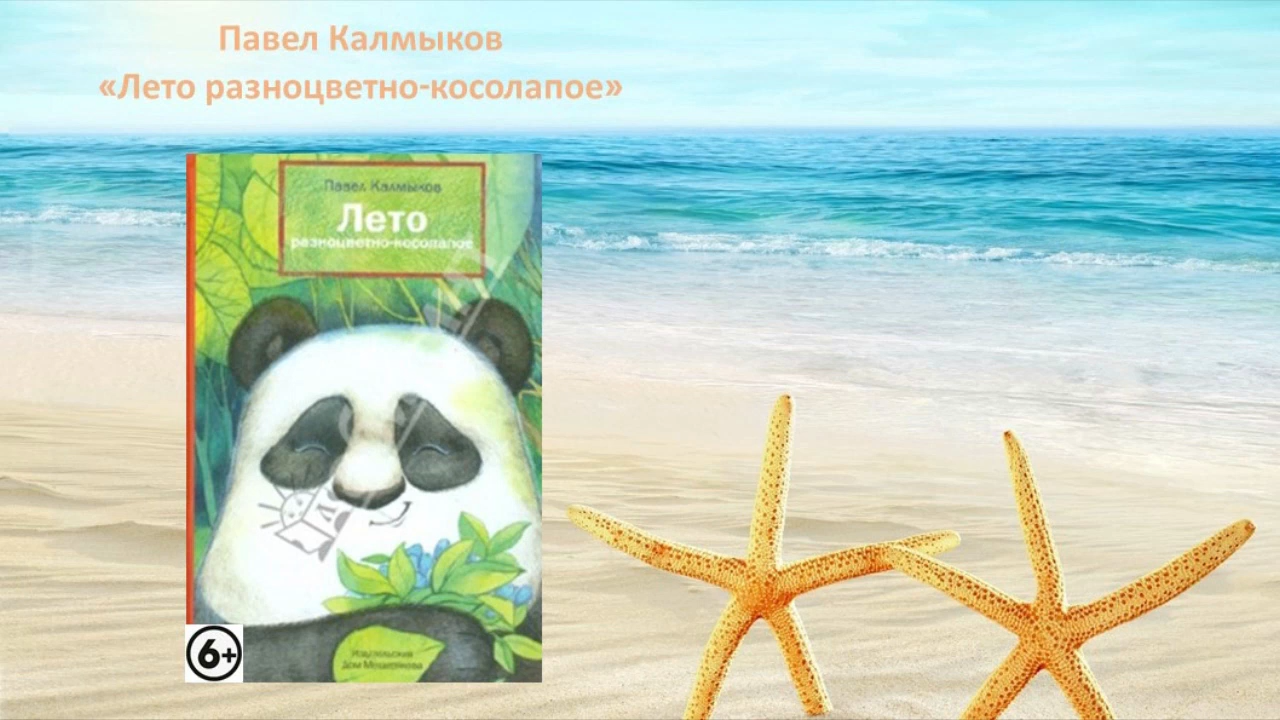 Павел Калмыков
«Лето разноцветно-косолапое»
Павел Калмыков
Лето
разноцветно-косолапое
Издательский
Дом Мещерякова
6+